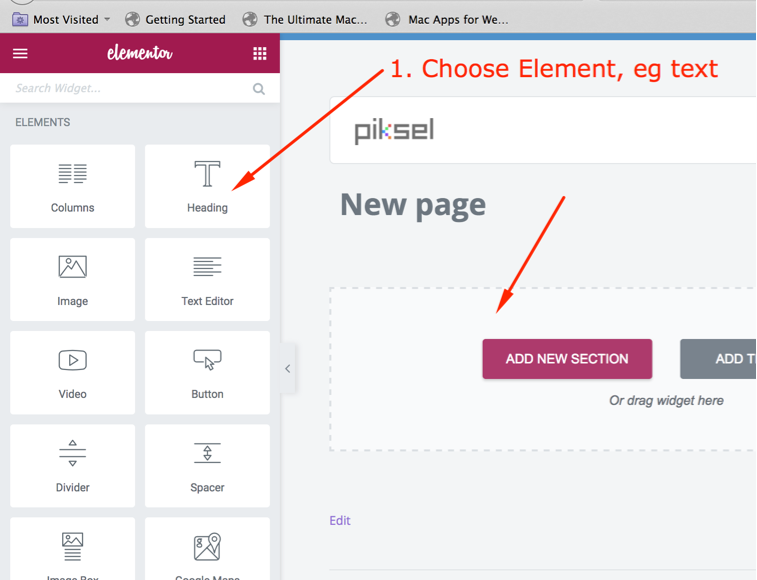 Most Visited
Getting Started
The Ultimate Mac...
Mac Apps for We...
elementor
1. Choose Element, eg text
Search Widget...
ELEMENTS
piksel
Columns
Heading
New page
Image
Text Editor
ADD NEW SECTION
ADD T
Or drag widget here
Video
Button
Divider
Spacer
Edit
Image Box
Google Maps